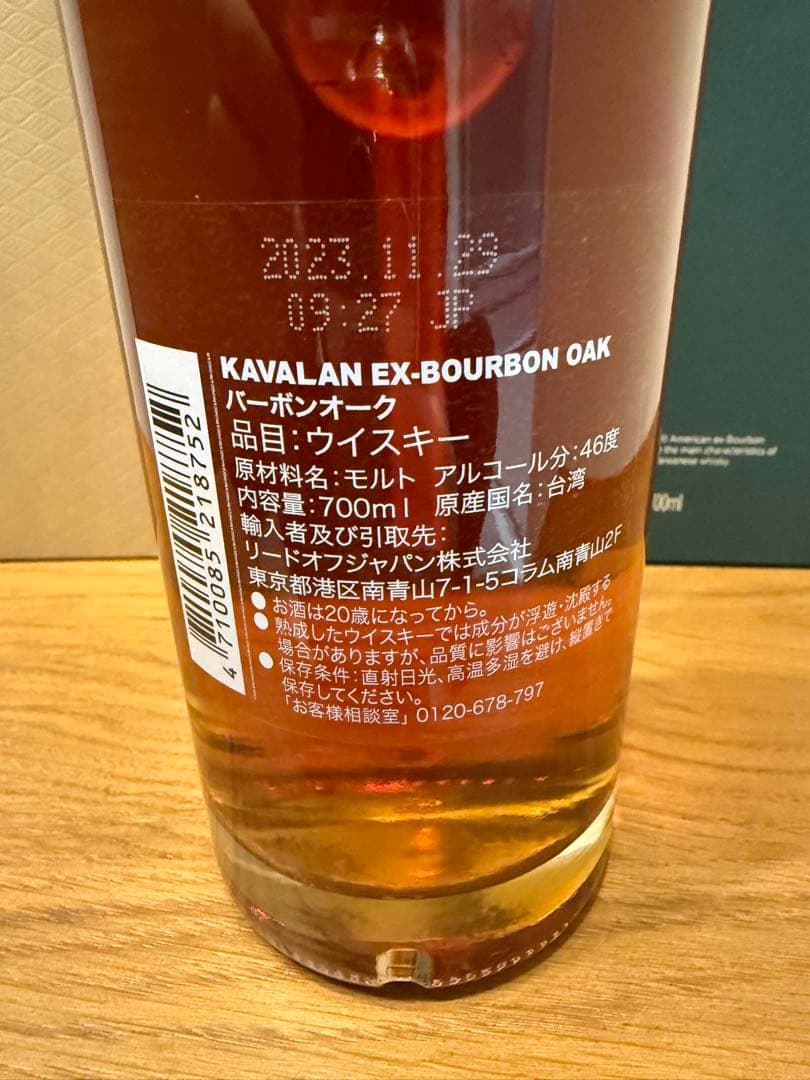 2023.11.29
09:27 JP
KAVALAN EX-BOURBON OAK
バーボンオーク
品目:ウイスキー
原材料名:モルト アルコール分:46度
内容量:700ml 原産国名:台湾
輸入者及び引取先:
リードオフジャパン株式会社
東京都港区南青山7-1-5コラム南青山2F
●お酒は20歳になってから。
●熟成したウイスキーでは成分が浮遊・沈殿する
場合がありますが、品質に影響はございません。
●保存条件:直射日光、高温多湿を避け、縦置きで
保存してください。
「お客様相談室」0120-678-797
4 710085 218752
American ex Bourbon
the main characteristics of
00ml